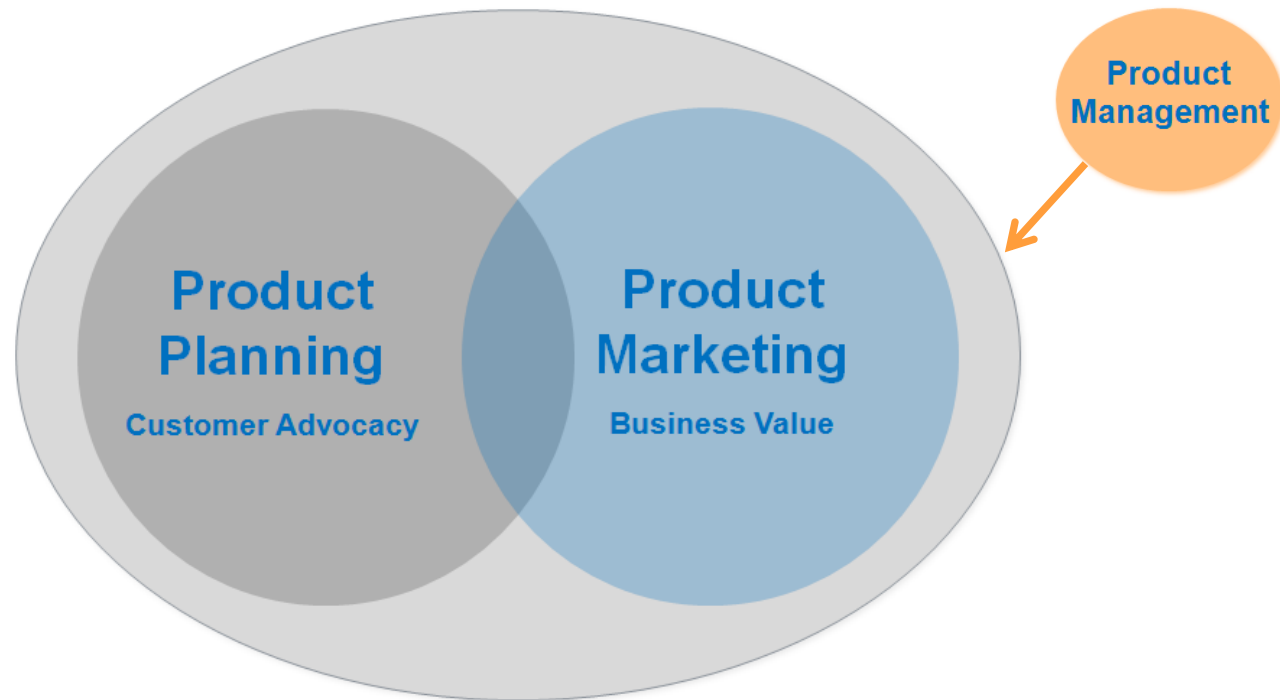 Product
Management
Product
Planning
Customer Advocacy
Product
Marketing
Business Value